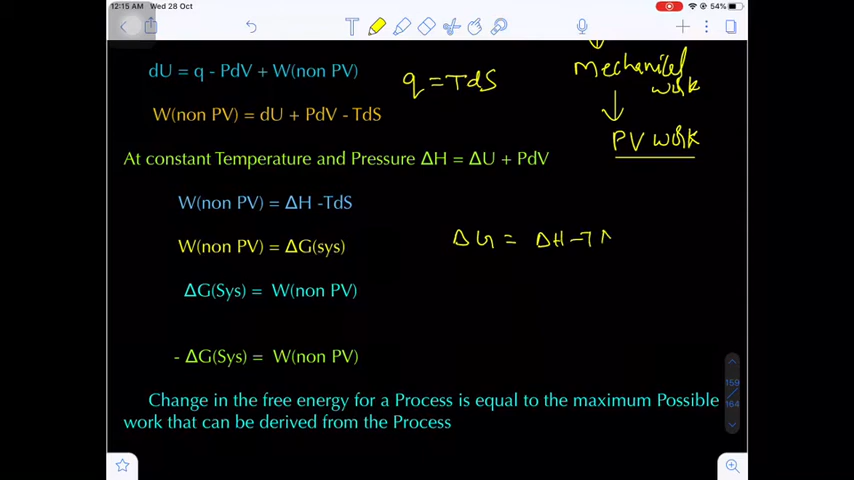 12:15 AM Wed 28 Oct
54%
dU = q - PdV + W(non PV)
q = TdS
Mechanical
work
W(non PV) = dU + PdV - TdS
PV work
At constant Temperature and Pressure ΔH = ΔU + PdV
W(non PV) = ΔH -TdS
W(non PV) = ΔG(sys)
ΔG = ΔH-T
ΔG(Sys) = W(non PV)
- ΔG(Sys) = W(non PV)
159
164
Change in the free energy for a Process is equal to the maximum Possible
work that can be derived from the Process